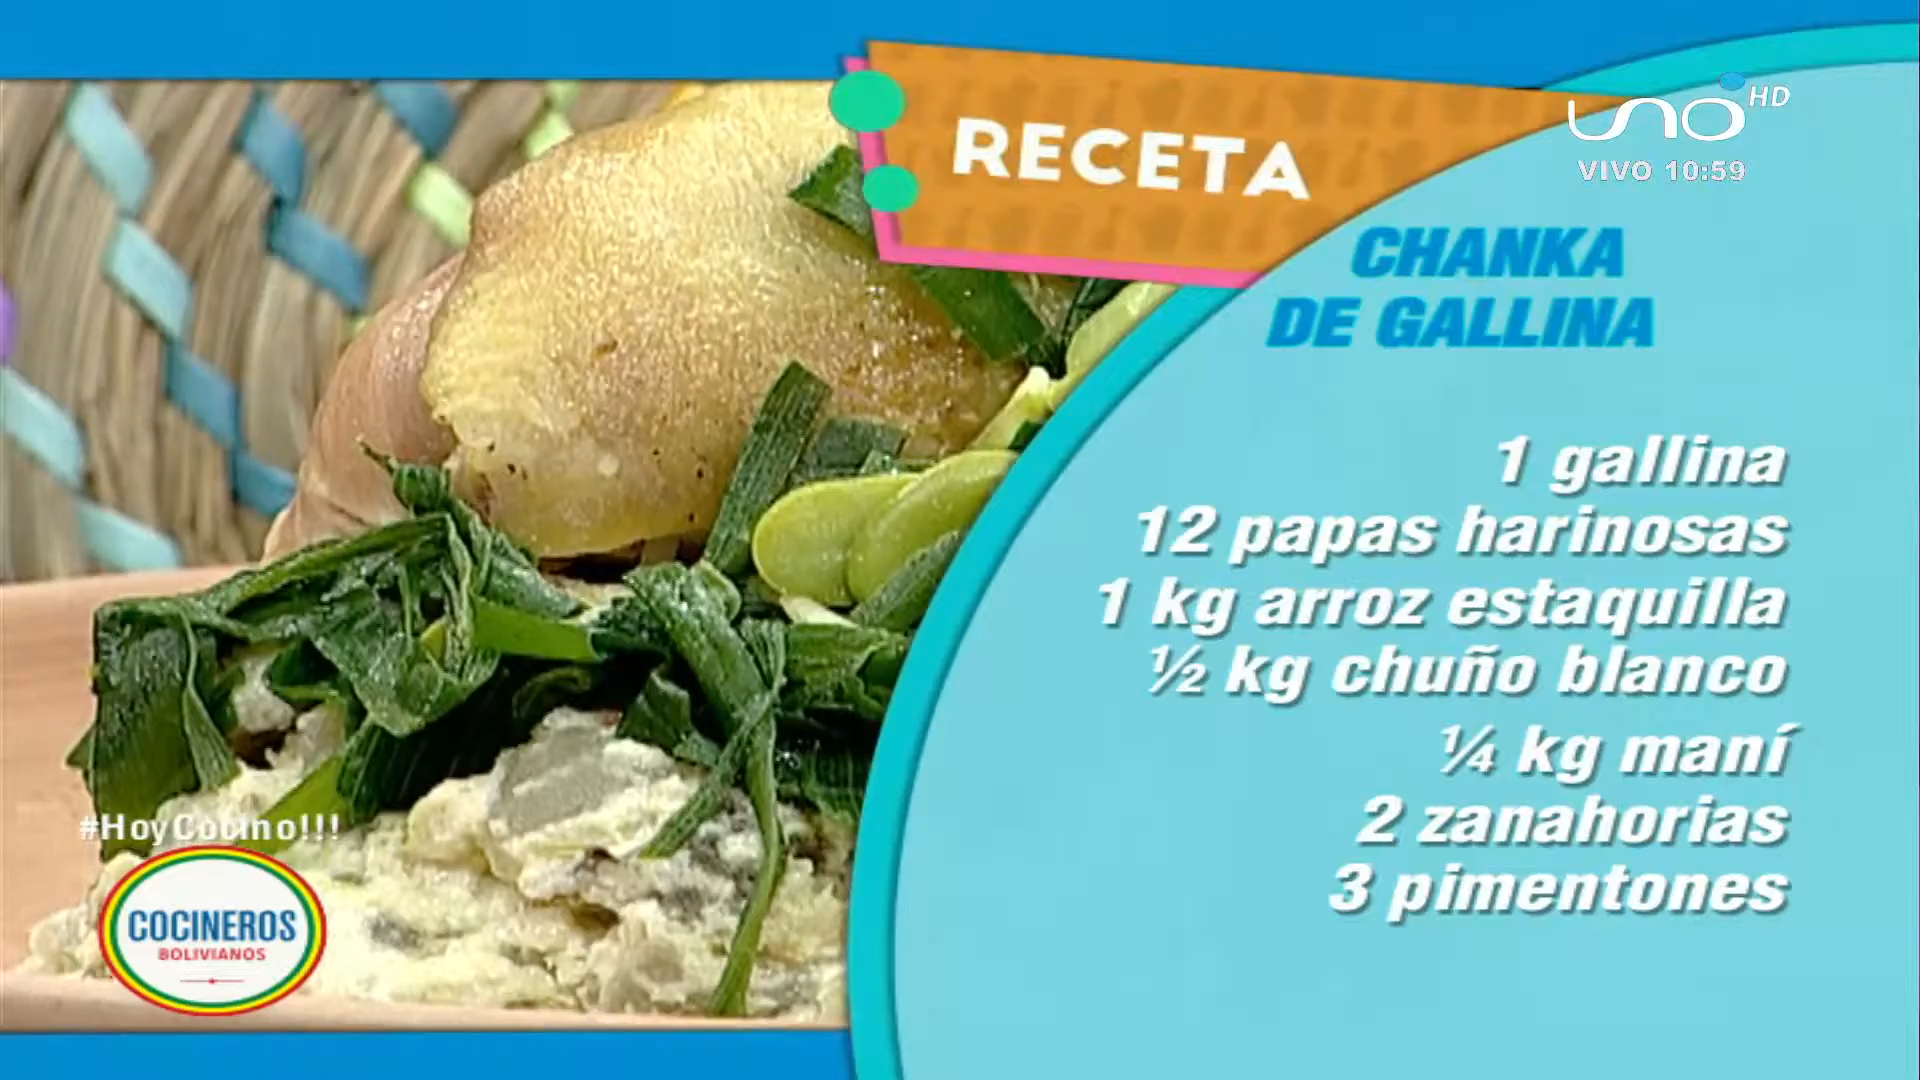 RECETA
UNO HD
VIVO 10:59
CHANKA
DE GALLINA
1 gallina
12 papas harinosas
1 kg arroz estaquilla
½ kg chuño blanco
¼ kg maní
2 zanahorias
3 pimentones
#HoyCocino!!!
COCINEROS
BOLIVIANOS